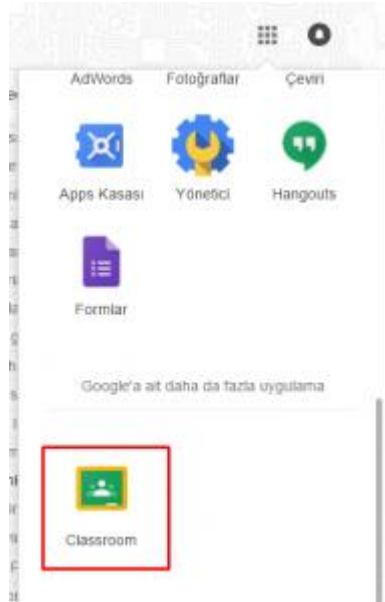 AdWords Fotoğraflar Çeviri
Apps Kasası Yönetici Hangouts
Formlar
Google'a ait daha da fazla uygulama
Classroom